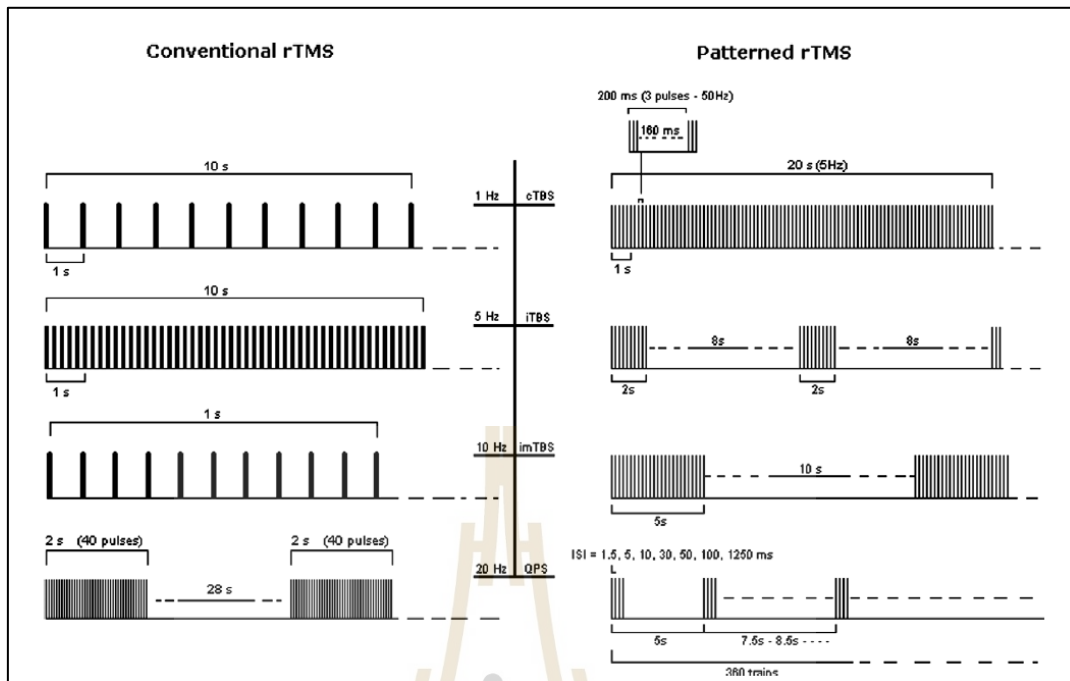 Conventional rTMS
Patterned rTMS
200 ms (3 pulses - 50Hz)
160 ms
10 s
1 Hz
cTBS
20 s (5Hz)
1 s
1 s
10 s
5 Hz
iTBS
8s
8s
1 s
2s
2s
1 s
10 Hz
imTBS
10 s
5s
2 s (40 pulses)
2 s (40 pulses)
28 s
20 Hz
QPS
ISI = 1.5, 5, 10, 30, 50, 100, 1250 ms
5s
7.5s - 8.5s - - - -
360 trains